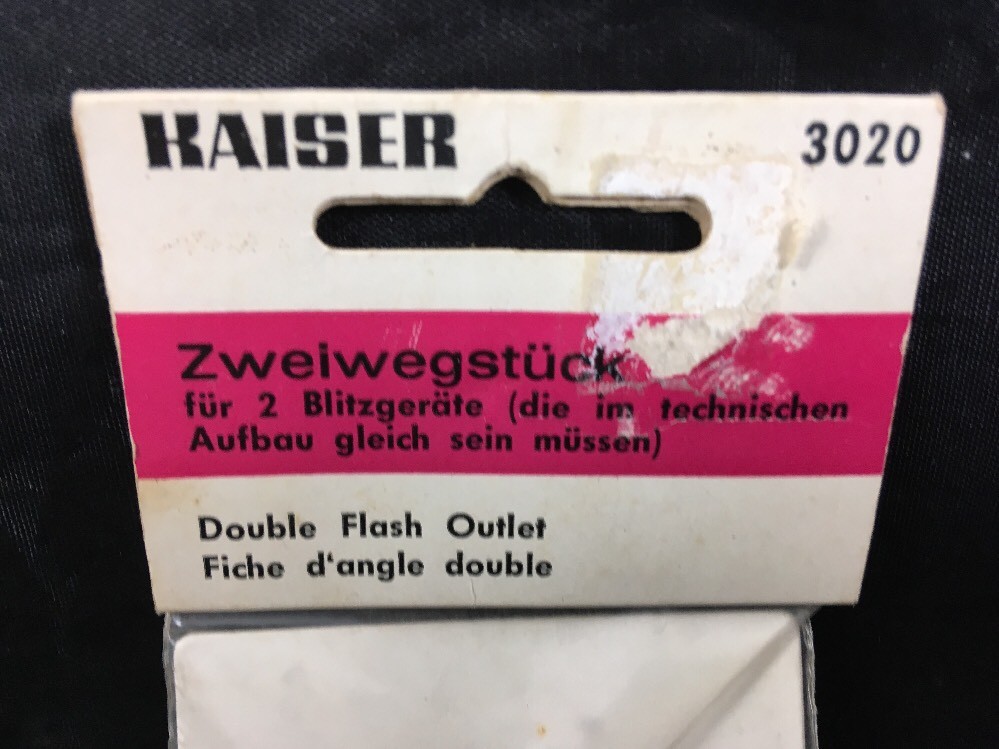 KAISER 3020
Zweiwegstück
für 2 Blitzgeräte (die im technischen
Aufbau gleich sein müssen)
Double Flash Outlet
Fiche d'angle double